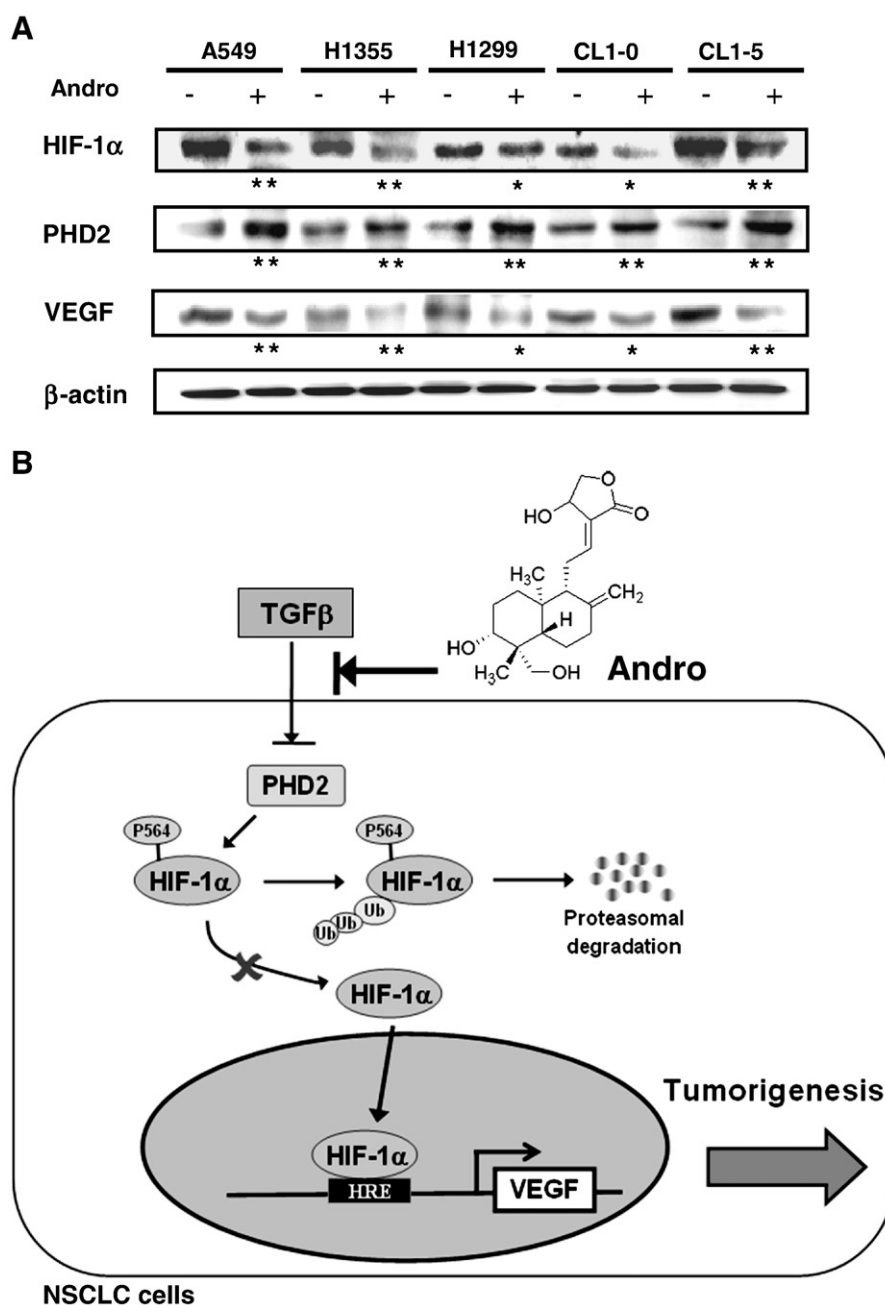 A
A549 H1355 H1299 CL1-0 CL1-5
Andro - + - + - + - + - +
HIF-1α
** ** * * **
PHD2
** ** ** ** **
VEGF
** ** * * **
β-actin
B
HO
O
O
H₃C
CH₂
H
HO
H₃C
OH
Andro
TGFβ
PHD2
P564
HIF-1α
P564
HIF-1α
Ub
Ub
Ub
Proteasomal
degradation
HIF-1α
Tumorigenesis
HIF-1α
HRE
VEGF
NSCLC cells